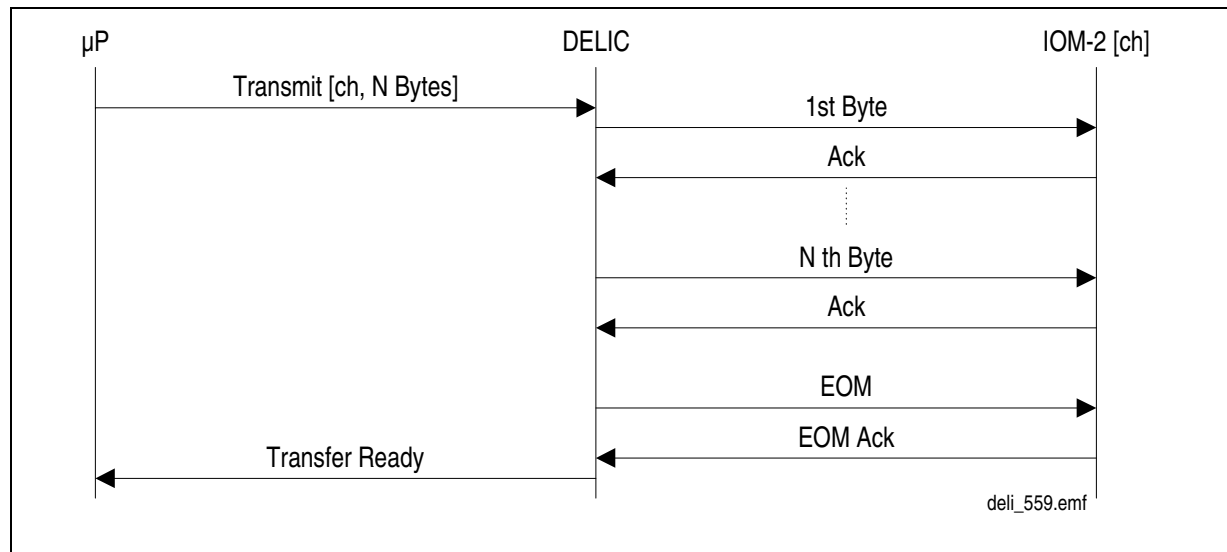 µP DELIC IOM-2 [ch]
Transmit [ch, N Bytes]
1st Byte
Ack
N th Byte
Ack
EOM
EOM Ack
Transfer Ready
deli_559.emf